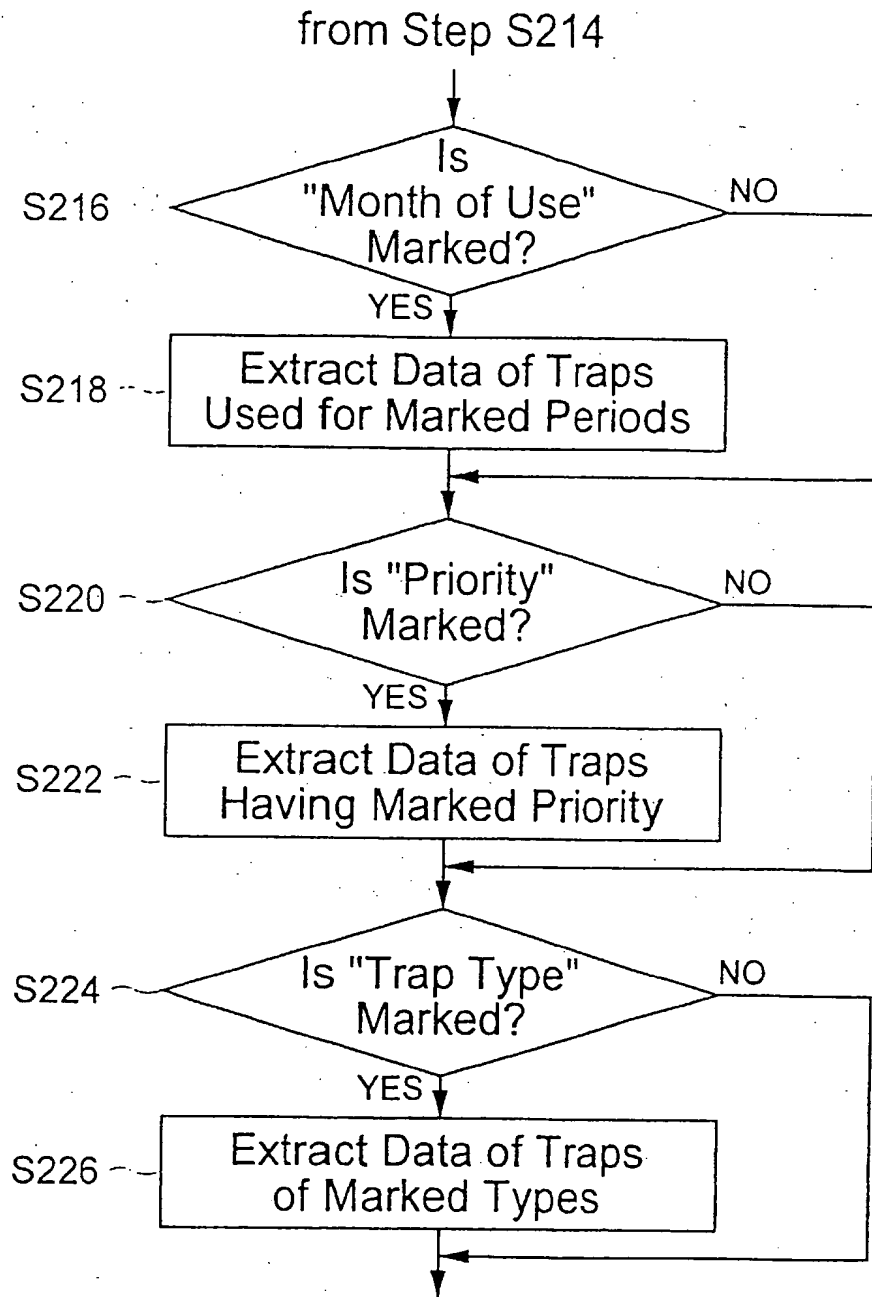 from Step S214
Is
"Month of Use"
Marked?
NO
S216
YES
Extract Data of Traps
Used for Marked Periods
S218
Is "Priority"
Marked?
NO
S220
YES
Extract Data of Traps
Having Marked Priority
S222
Is "Trap Type"
Marked?
NO
S224
YES
Extract Data of Traps
of Marked Types
S226